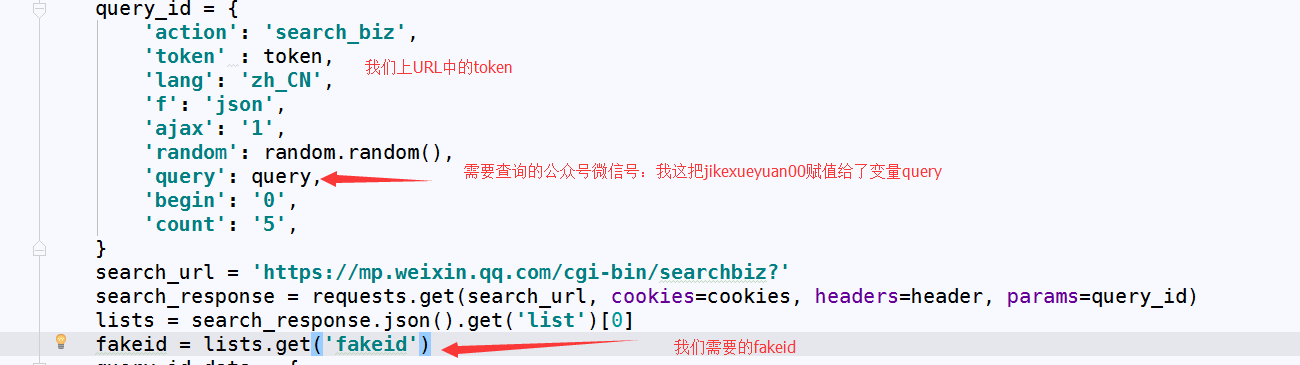 query_id = {
'action': 'search_biz',
'token' : token,
我们上URL中的token
'lang': 'zh_CN',
'f': 'json',
'ajax': '1',
'random': random.random(),
'query': query,
需要查询的公众号微信号：我这把jikexueyuan00赋值给了变量query
'begin': '0',
'count': '5',
}
search_url = 'https://mp.weixin.qq.com/cgi-bin/searchbiz?'
search_response = requests.get(search_url, cookies=cookies, headers=header, params=query_id)
lists = search_response.json().get('list')[0]
fakeid = lists.get('fakeid')
我们需要的fakeid